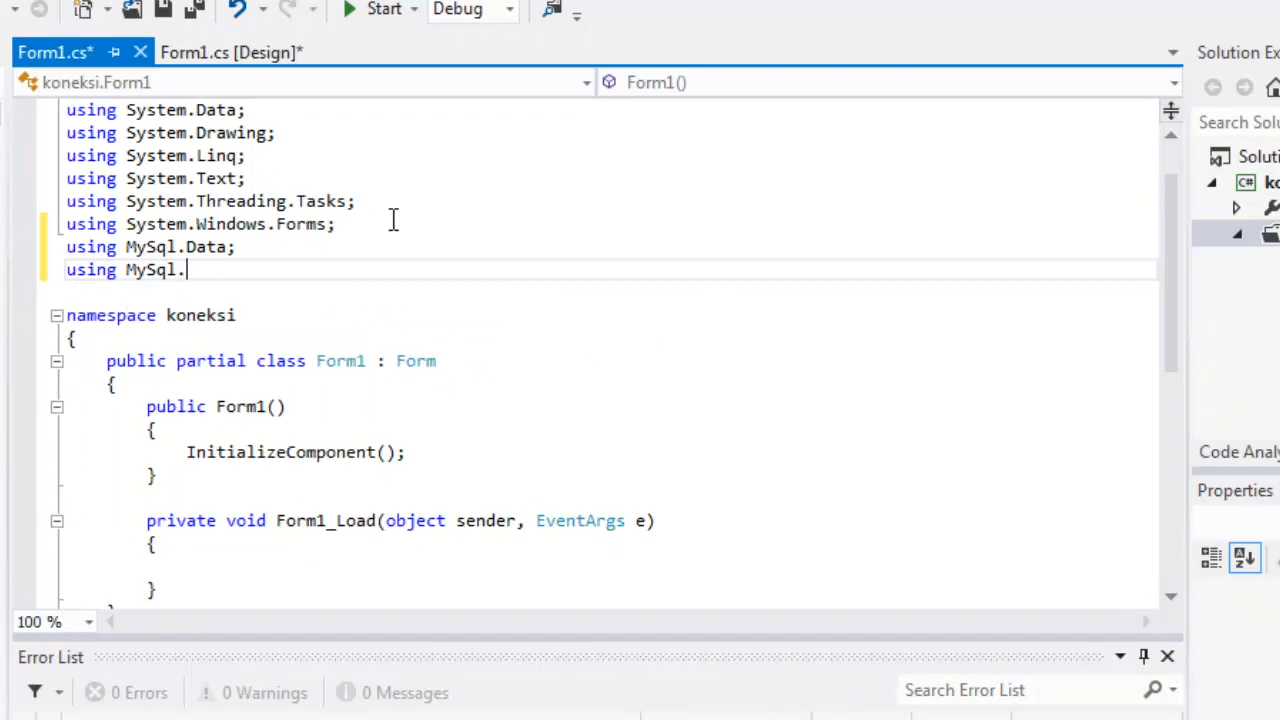 Start
Debug
Form1.cs*
Form1.cs [Design]*
Solution Ex
koneksi.Form1
Form1()
Search Solu
Soluti
ko
using System.Data;
using System.Drawing;
using System.Linq;
using System.Text;
using System.Threading.Tasks;
using System.Windows.Forms;
using MySql.Data;
using MySql.
namespace koneksi
{
public partial class Form1 : Form
{
public Form1()
{
InitializeComponent();
}
private void Form1_Load(object sender, EventArgs e)
{
}
100 %
Code Analy
Properties
Error List
0 Errors
0 Warnings
0 Messages
Search Error List